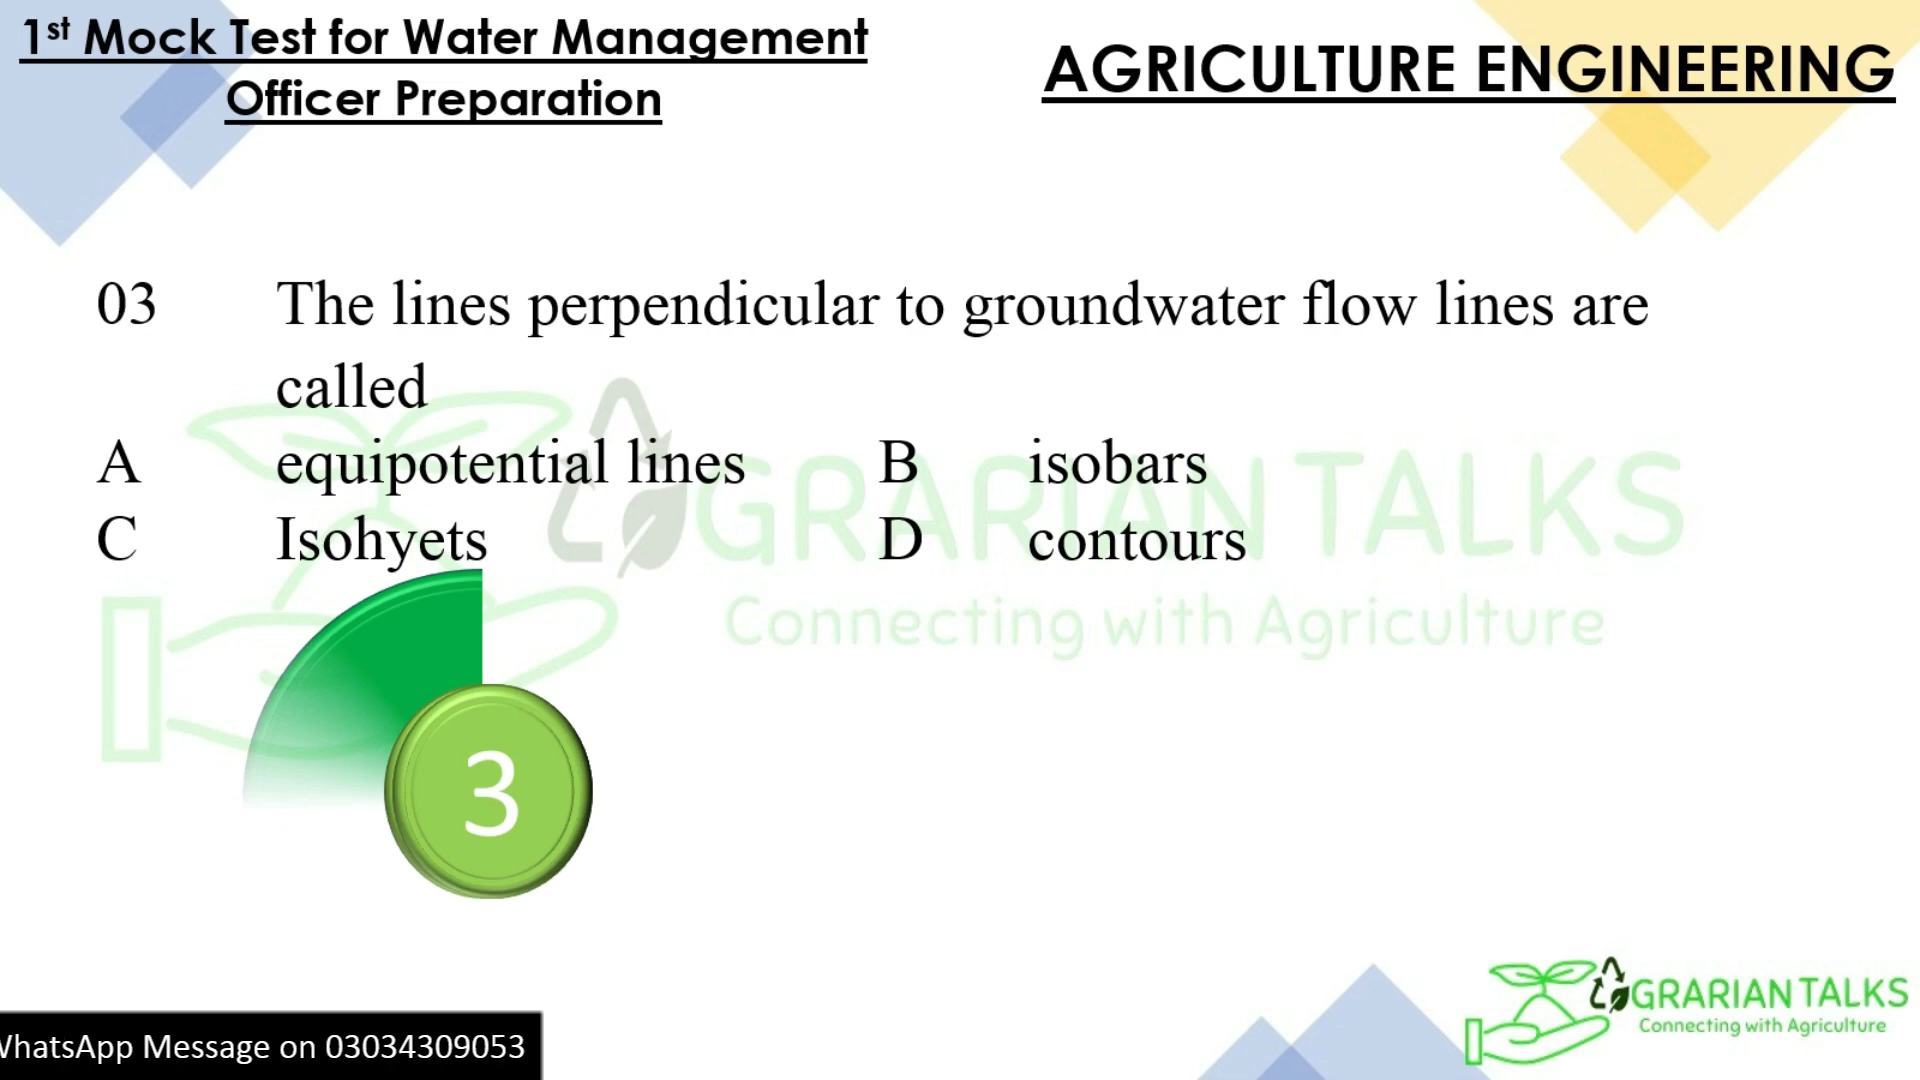 1st Mock Test for Water Management
Officer Preparation
AGRICULTURE ENGINEERING
03 The lines perpendicular to groundwater flow lines are
called
A equipotential lines B isobars
C Isohyets D contours
GRARIAN TALKS
Connecting with Agriculture
3
GRARIAN TALKS
Connecting with Agriculture
WhatsApp Message on 03034309053